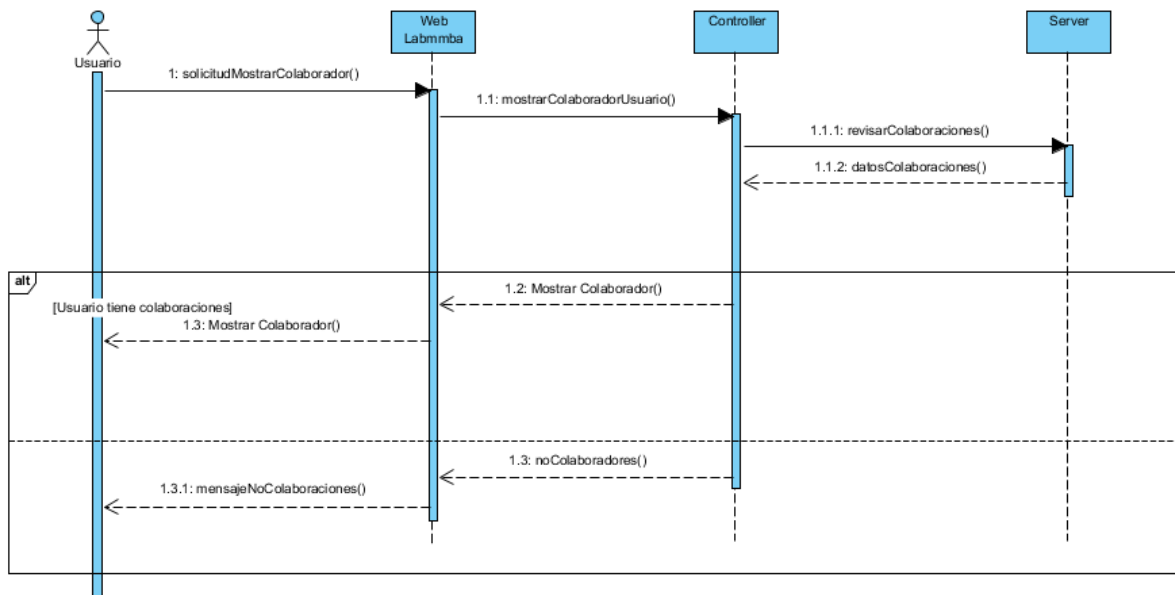 Usuario
Web
Labmmba
Controller
Server
1: solicitudMostrarColaborador()
1.1: mostrarColaboradorUsuario()
1.1.1: revisarColaboraciones()
1.1.2: datosColaboraciones()
alt
[Usuario tiene colaboraciones]
1.2: Mostrar Colaborador()
1.3: Mostrar Colaborador()
1.3: noColaboradores()
1.3.1: mensajeNoColaboraciones()